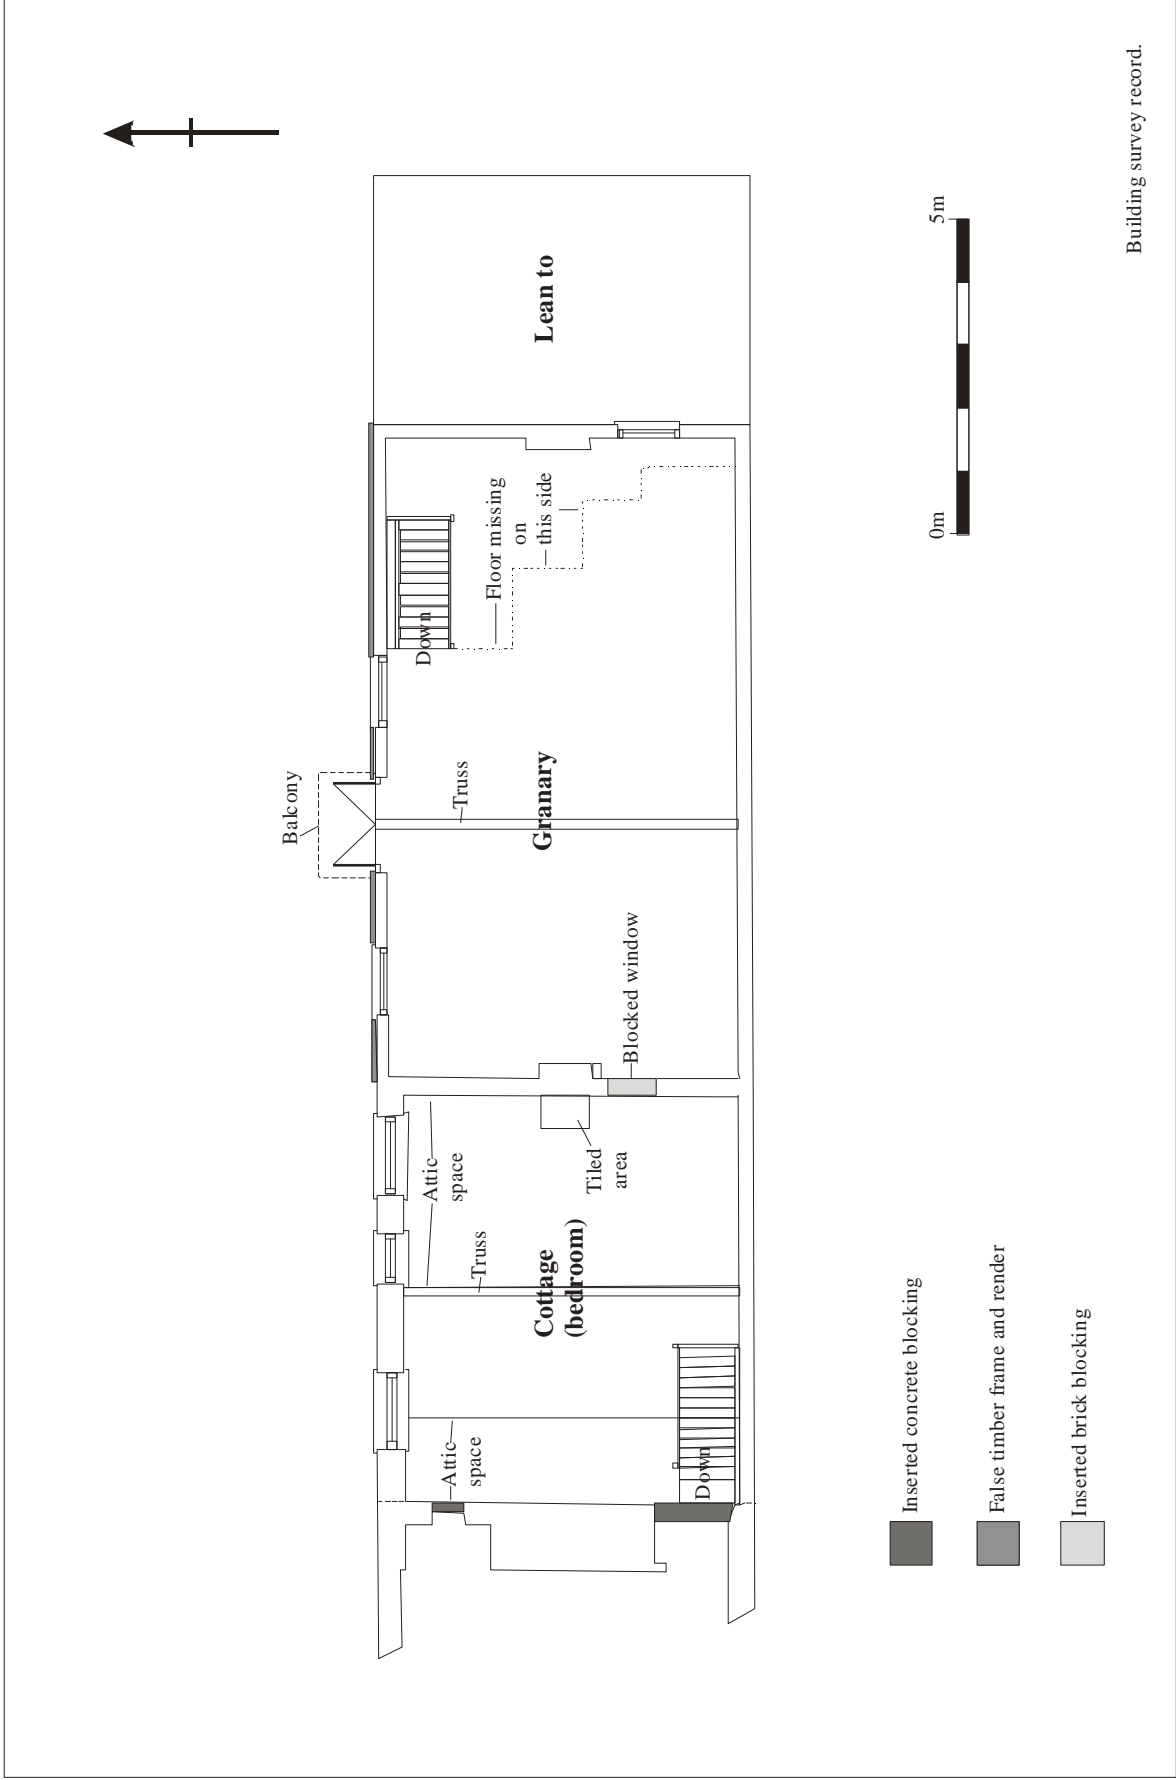 Balcony
Attic
space
Attic
space
Truss
Truss
Down
Floor missing
on
this side
Cottage
(bedroom)
Granary
Lean to
Tiled
area
Blocked window
Down
0m
5m
Inserted concrete blocking
False timber frame and render
Inserted brick blocking
Building survey record.